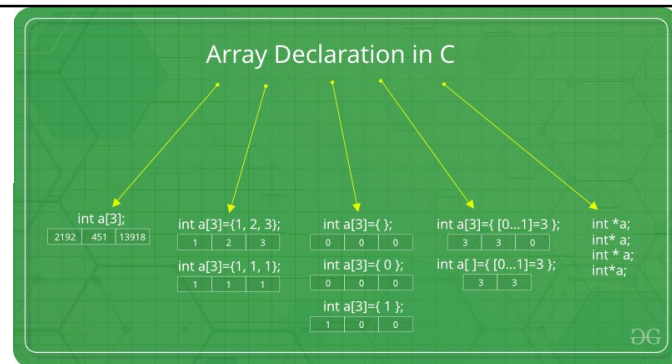 Array Declaration in C
int a[3];
2192 451 13918
int a[3]={1, 2, 3};
1 2 3
int a[3]={1, 1, 1};
1 1 1
int a[3]={ };
0 0 0
int a[3]={ 0 };
0 0 0
int a[3]={ 1 };
1 0 0
int a[3]={ [0...1]=3 };
3 3 0
int a[ ]={ [0...1]=3 };
3 3
int *a;
int* a;
int * a;
int*a;